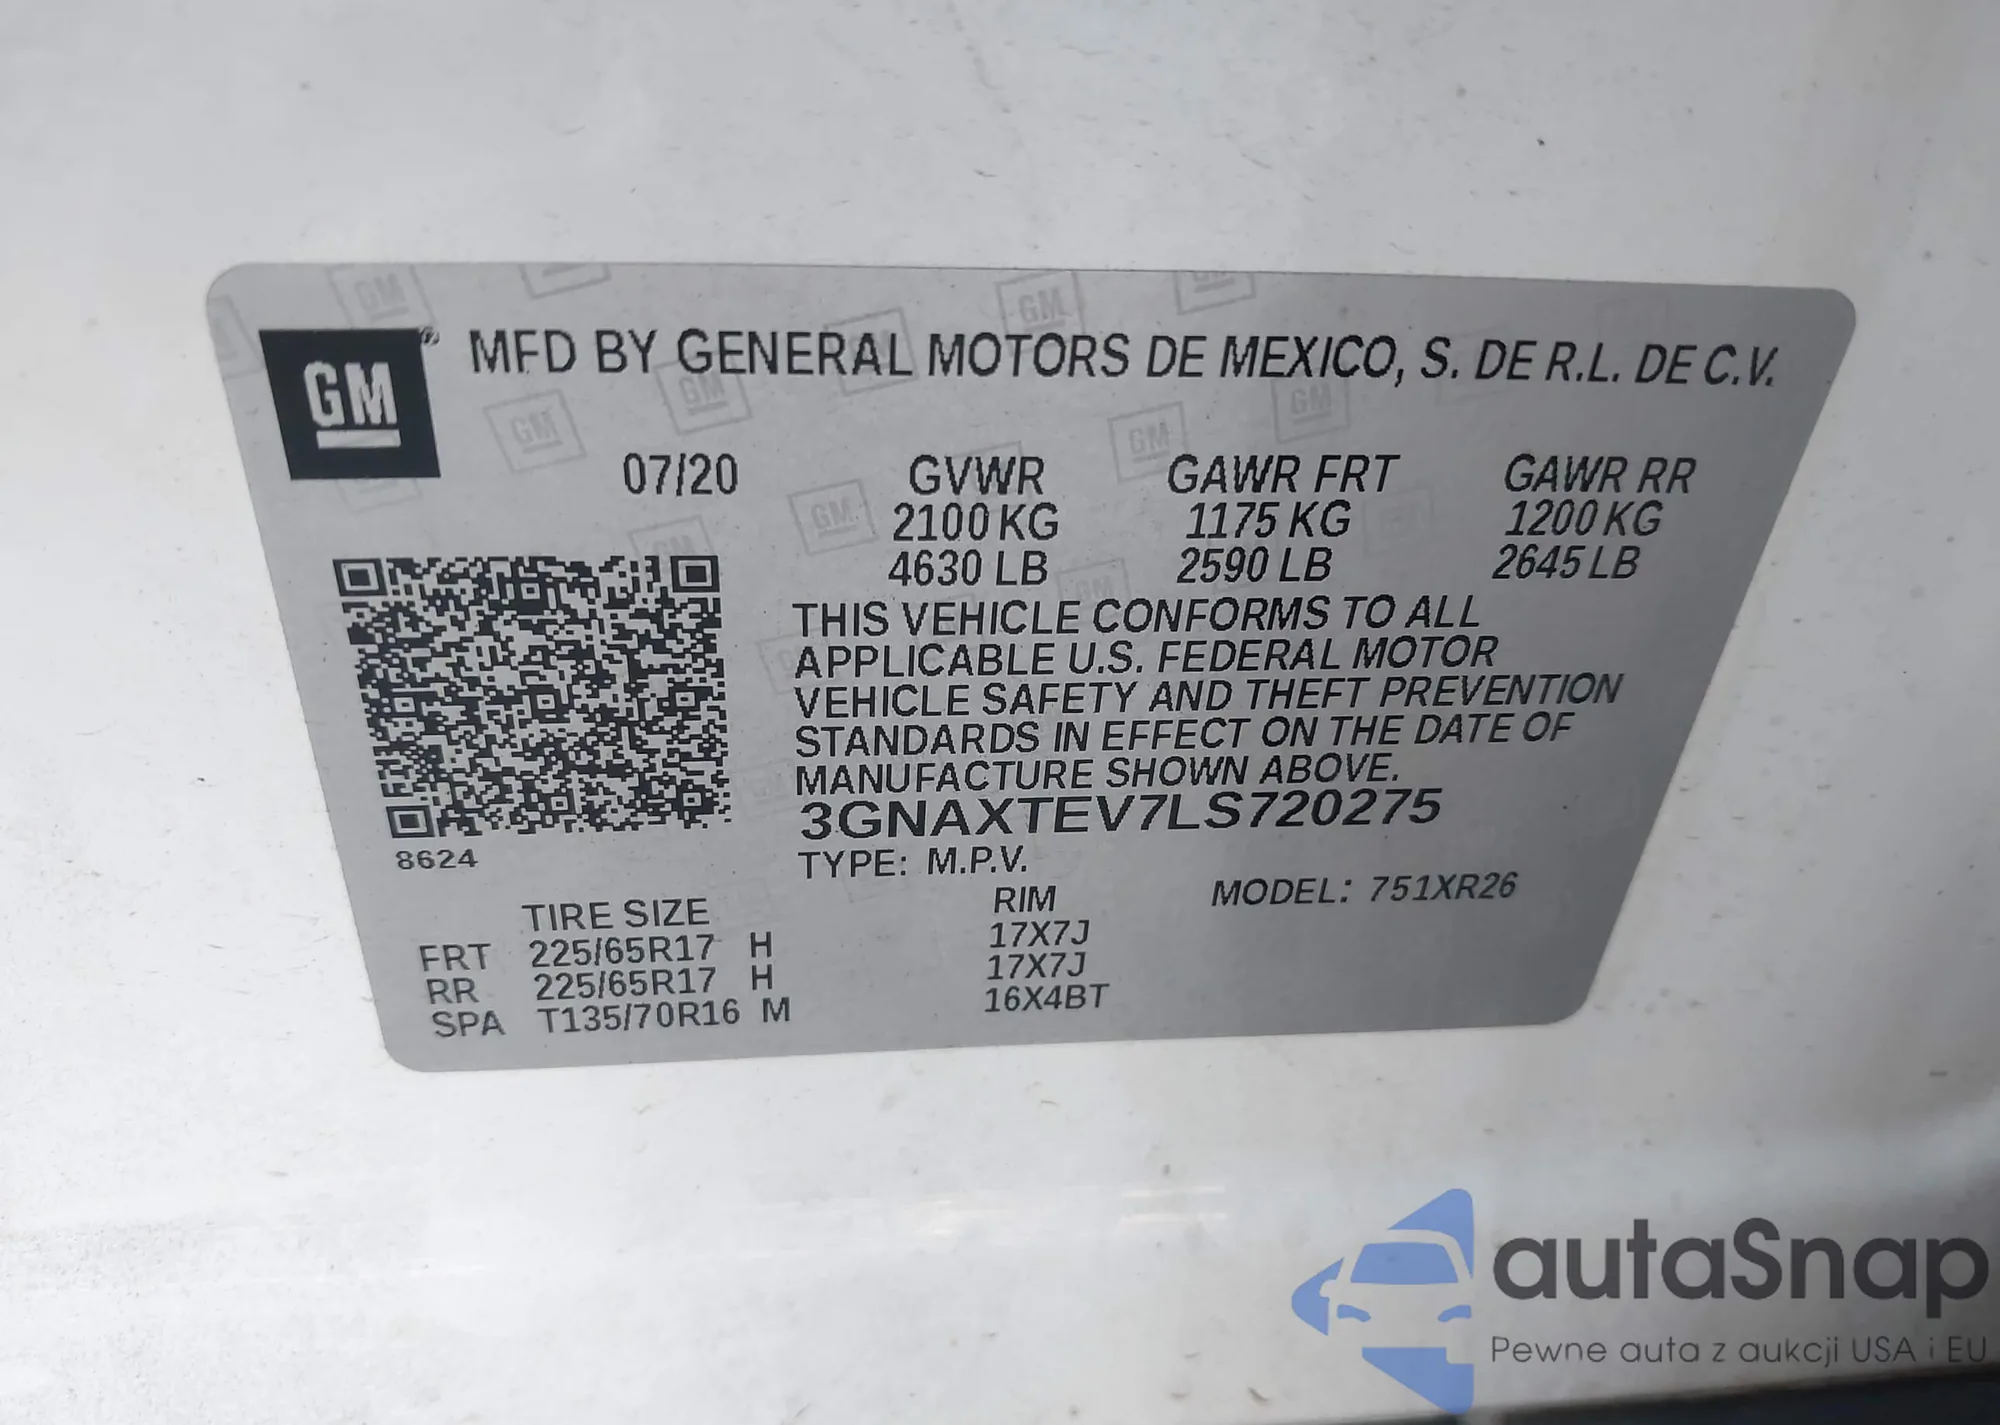 GM® MFD BY GENERAL MOTORS DE MEXICO, S. DE R.L. DE C.V.
07/20 GVWR GAWR FRT GAWR RR
2100 KG 1175 KG 1200 KG
4630 LB 2590 LB 2645 LB
THIS VEHICLE CONFORMS TO ALL
APPLICABLE U.S. FEDERAL MOTOR
VEHICLE SAFETY AND THEFT PREVENTION
STANDARDS IN EFFECT ON THE DATE OF
MANUFACTURE SHOWN ABOVE.
3GNAXTEV7LS720275
8624
TYPE: M.P.V.
TIRE SIZE RIM MODEL: 751XR26
FRT 225/65R17 H 17X7J
RR 225/65R17 H 17X7J
SPA T135/70R16 M 16X4BT
autaSnap
Pewne auta z aukcji USA i EU